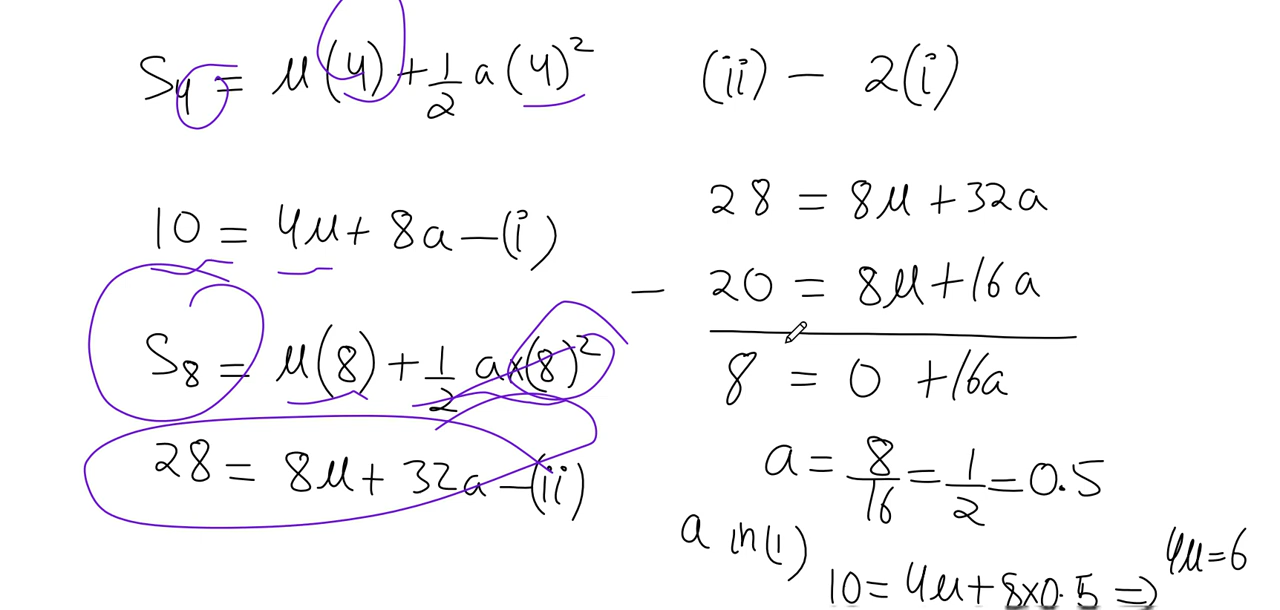 S₄ = u(4) + 1/2 a (4)²
10 = 4u + 8a — (i)
S₈ = u(8) + 1/2 a×(8)²
28 = 8u + 32a — (ii)
(ii) — 2(i)
28 = 8u + 32a
— 20 = 8u + 16a
8 = 0 + 16a
a = 8/16 = 1/2 = 0.5
a in (i)
10 = 4u + 8×0.5 ⇒ 4u = 6